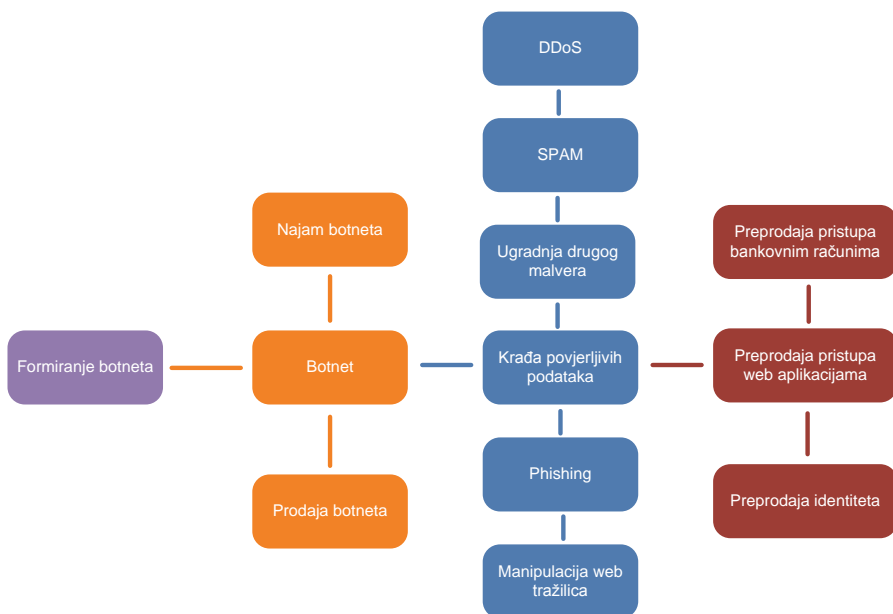 DDoS
SPAM
Najam botneta
Ugradnja drugog
malvera
Preprodaja pristupa
bankovnim računima
Formiranje botneta
Botnet
Krađa povjerljivih
podataka
Preprodaja pristupa
web aplikacijama
Prodaja botneta
Phishing
Preprodaja identiteta
Manipulacija web
tražilica